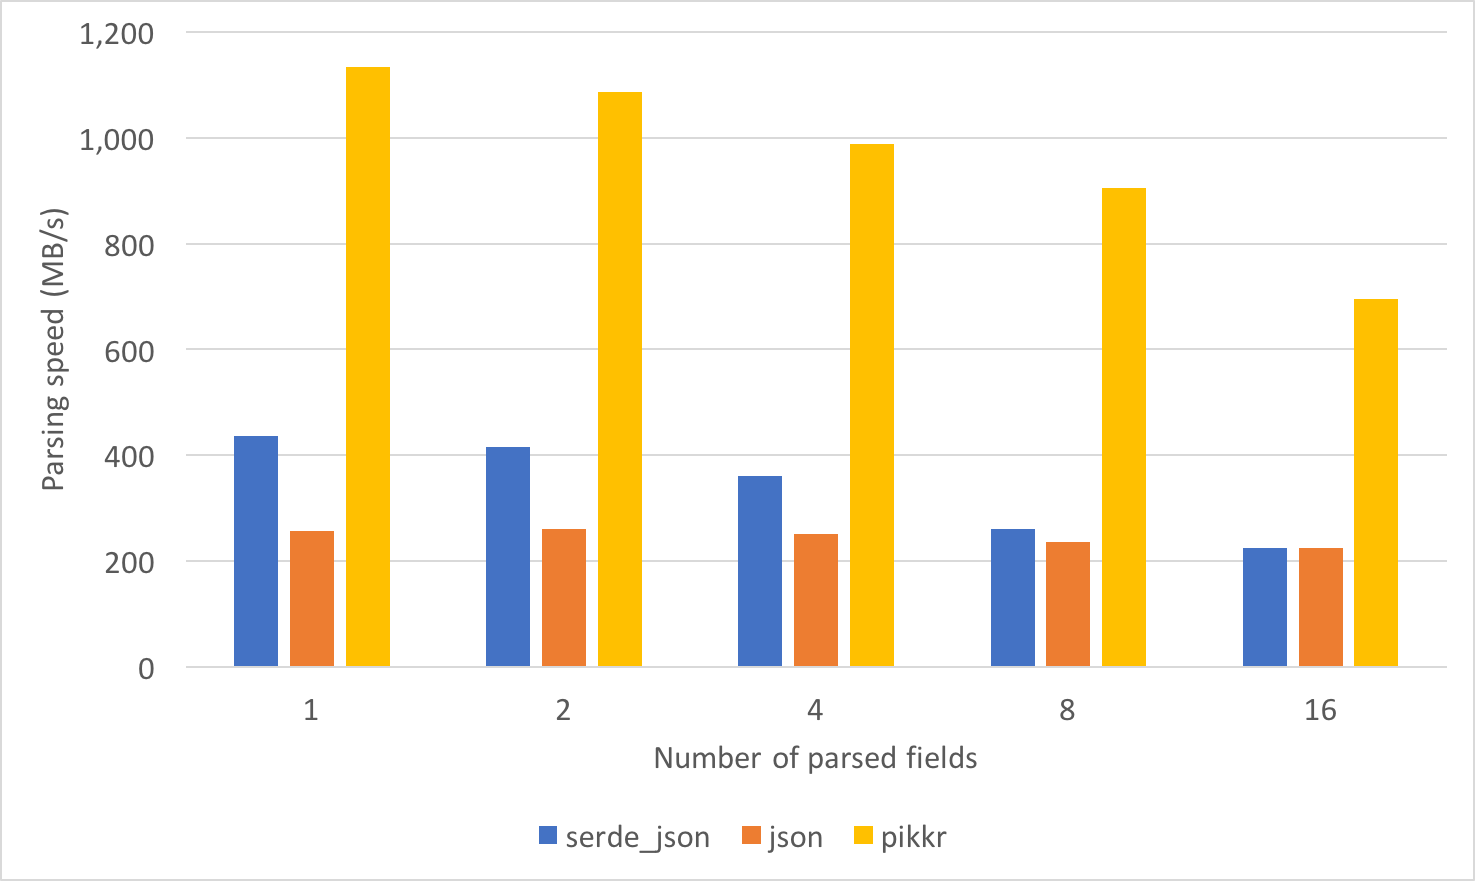 1,200
1,000
800
600
400
200
0
Parsing speed (MB/s)
1 2 4 8 16
Number of parsed fields
serde_json json pikkr